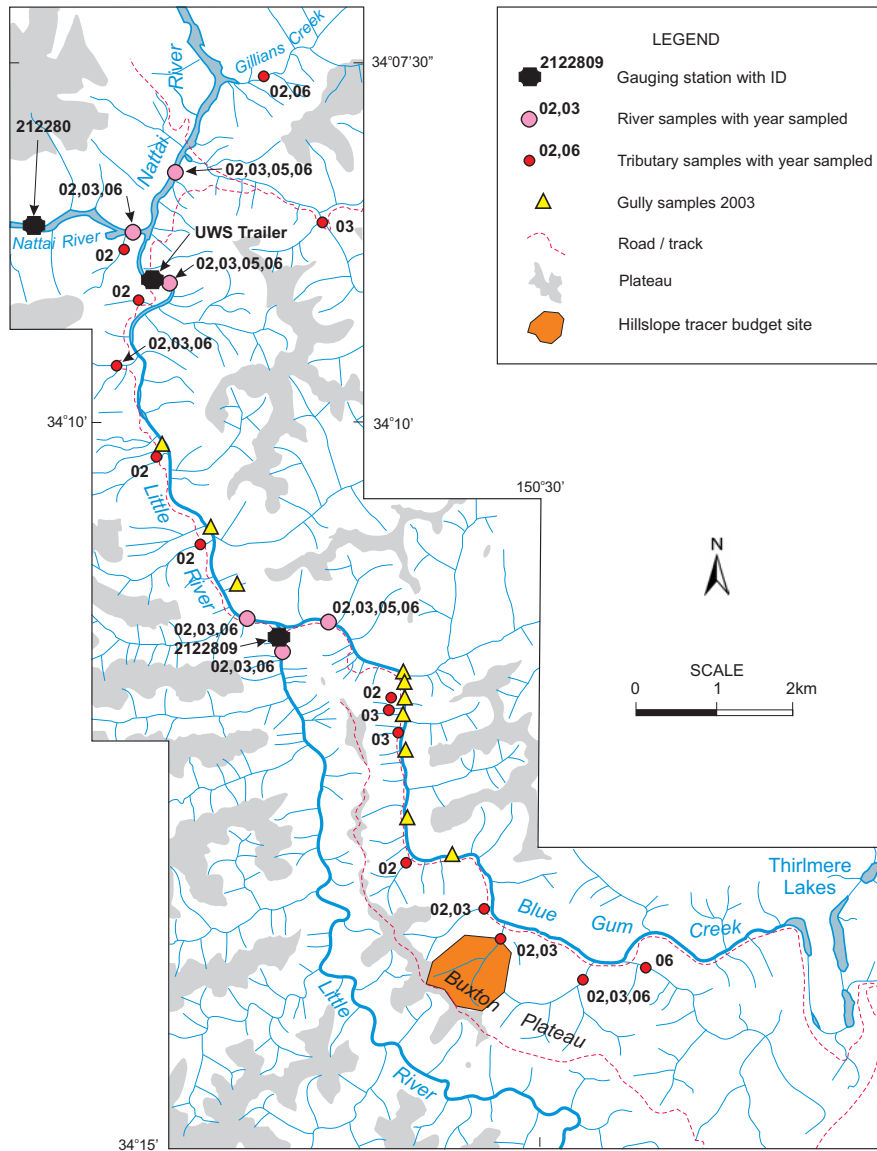 LEGEND
2122809
Gauging station with ID
02,03
River samples with year sampled
02,06
Tributary samples with year sampled
Gully samples 2003
Road / track
Plateau
Hillslope tracer budget site
34°07'30"
Gillians Creek
02,06
Nattai River
212280
02,03,05,06
02,03,06
03
Nattai River
UWS Trailer
02
02,03,05,06
02
02,03,06
34°10'
34°10'
02
150°30'
Little River
02
N
02,03,06
02,03,05,06
2122809
02,03,06
SCALE
0 1 2km
02
03
03
02
Thirlmere
Lakes
02,03
Blue Gum Creek
02,03
06
02,03,06
Buxton Plateau
Little River
34°15'